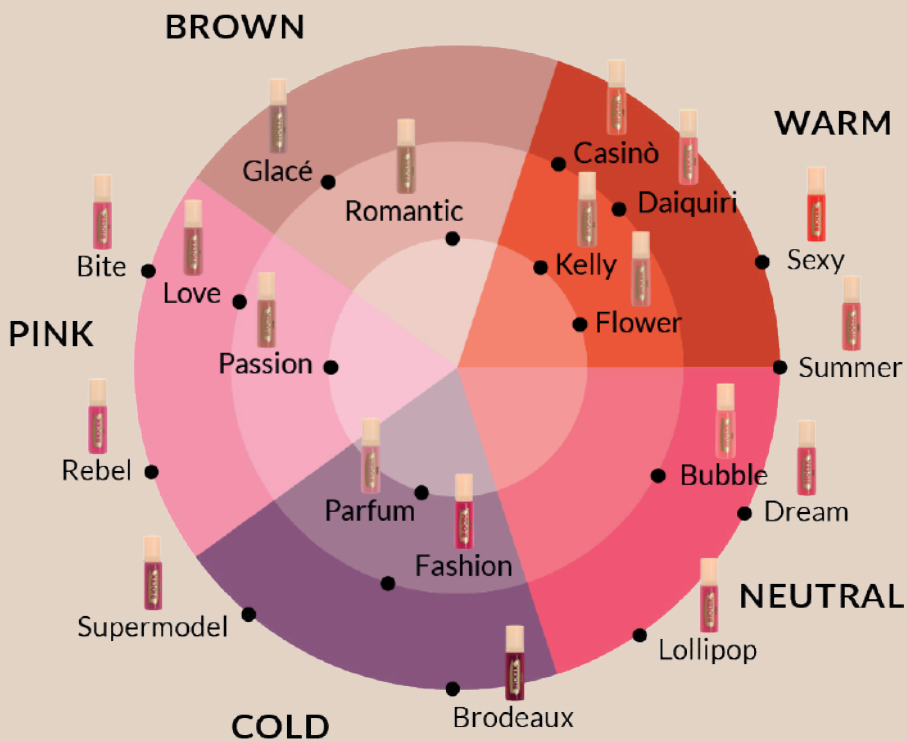 BROWN
Casinò
WARM
Glacé
Daiquiri
Romantic
Bite
Love
Kelly
Sexy
PINK
Passion
Flower
Summer
Rebel
Bubble
Parfum
Dream
Fashion
NEUTRAL
Supermodel
Lollipop
COLD
Brodeaux